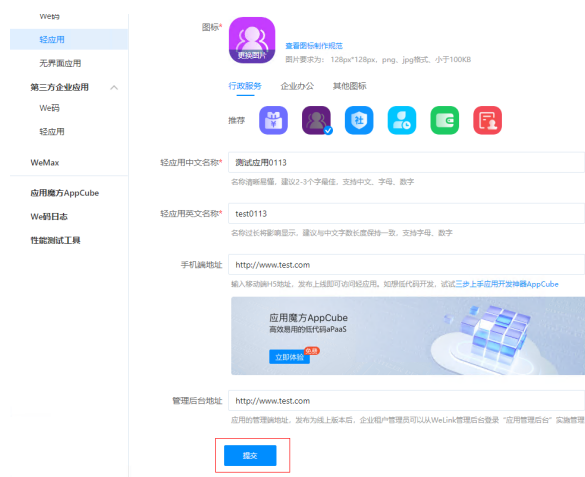 We码
轻应用
无界面应用
第三方企业应用
We码
轻应用
WeMax
应用魔方AppCube
We码日志
性能测试工具
图标*
更换图片
查看图标制作规范
图片要求为: 128px*128px、png、jpg格式、小于100KB
行政服务 企业办公 其他图标
推荐
社
轻应用中文名称* 测试应用0113
名称清晰易懂，建议2-3个字最佳，支持中文、字母、数字
轻应用英文名称* test0113
名称过长将影响显示，建议与中文字数长度保持一致，支持字母、数字
手机端地址 http://www.test.com
输入移动端H5地址，发布上线即可访问轻应用。如想低代码开发，试试三步上手应用开发神器AppCube
应用魔方AppCube
高效易用的低代码aPaaS
立即体验 免费
管理后台地址 http://www.test.com
应用的管理端地址，发布为线上版本后，企业租户管理员可以从WeLink管理后台登录“应用管理后台”实施管理
提交